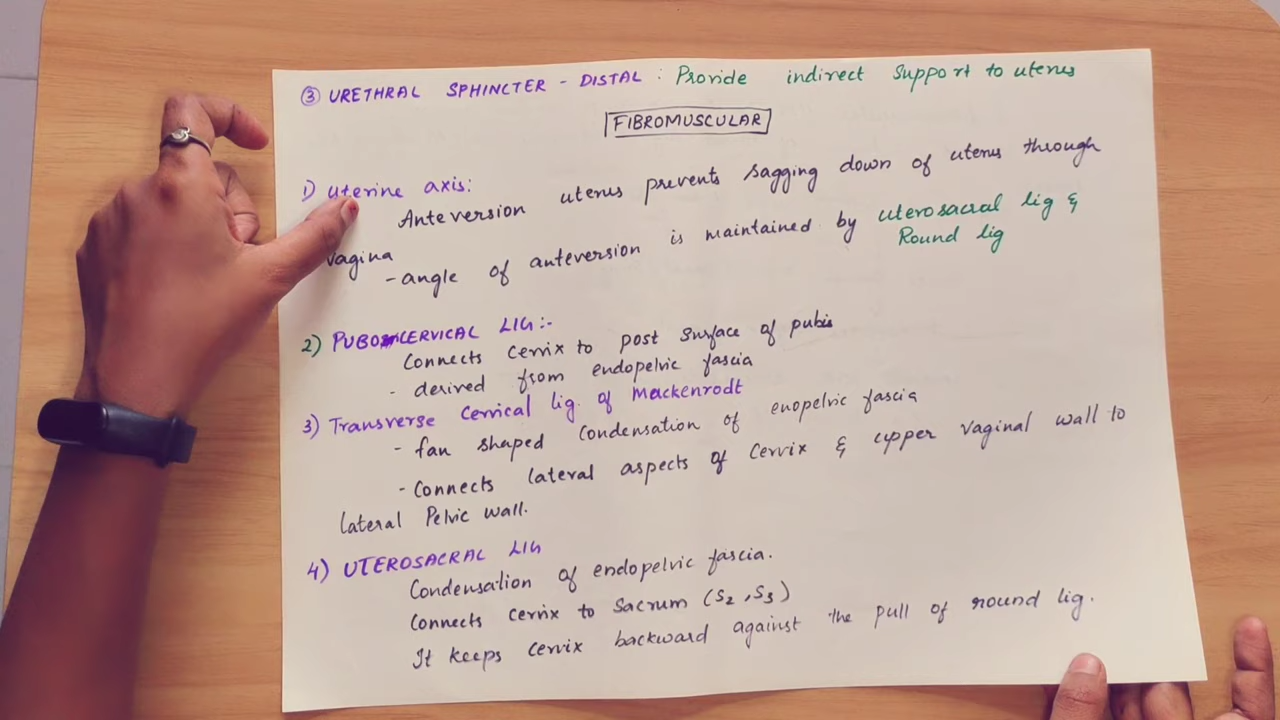 ③ URETHRAL SPHINCTER - DISTAL : Provide indirect support to uterus
FIBROMUSCULAR
1) Uterine axis:
Anteversion uterus prevents sagging down of uterus through
vagina
- angle of anteversion is maintained by uterosacral lig &
Round lig
2) PUBOCERVICAL LIG:-
Connects cervix to post surface of pubis
- derived from endopelvic fascia
3) Transverse Cervical lig. of Mackenrodt
- fan shaped condensation of enopelvic fascia
- Connects lateral aspects of Cervix & upper vaginal wall to
lateral Pelvic wall.
4) UTEROSACRAL LIG
Condensation of endopelvic fascia.
Connects cervix to Sacrum (S2, S3)
It keeps cervix backward against the pull of round lig.